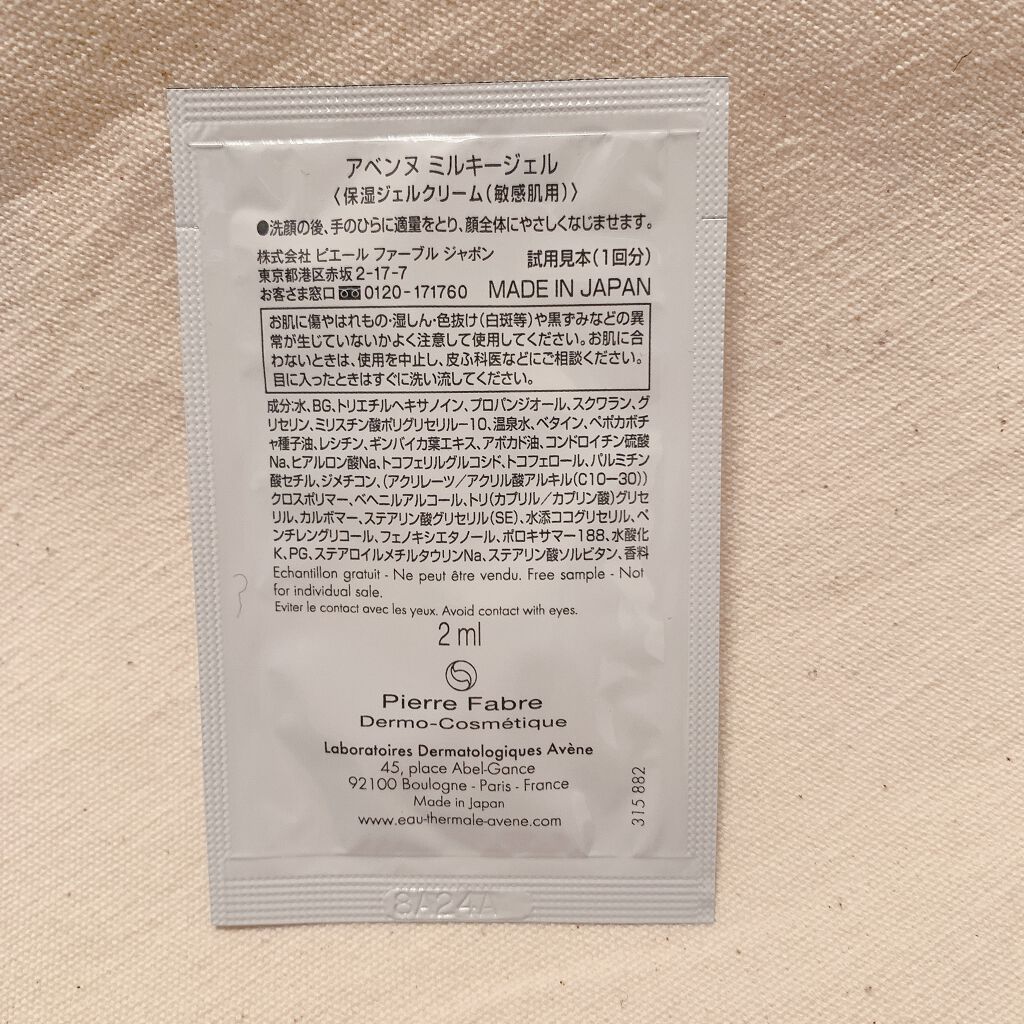 アベンヌ ミルキージェル
〈保湿ジェルクリーム(敏感肌用)〉
●洗顔の後、手のひらに適量をとり、顔全体にやさしくなじませます。
株式会社 ピエール ファーブル ジャポン 試用見本(1回分)
東京都港区赤坂2-17-7
お客さま窓口 0120-171760 MADE IN JAPAN
お肌に傷やはれもの・湿しん・色抜け(白斑等)や黒ずみなどの異
常が生じていないかよく注意して使用してください。お肌に合
わないときは、使用を中止し、皮ふ科医などにご相談ください。
目に入ったときはすぐに洗い流してください。
成分:水、BG、トリエチルヘキサノイン、プロパンジオール、スクワラン、グ
リセリン、ミリスチン酸ポリグリセリル-10、温泉水、ベタイン、ペポカボチ
ャ種子油、レシチン、ギンバイカ葉エキス、アボカド油、コンドロイチン硫酸
Na、ヒアルロン酸Na、トコフェリルグルコシド、トコフェロール、パルミチン
酸セチル、ジメチコン、(アクリレーツ/アクリル酸アルキル(C10-30))
クロスポリマー、ベヘニルアルコール、トリ(カプリル/カプリン酸)グリセ
リル、カルボマー、ステアリン酸グリセリル(SE)、水添ココグリセリル、ペ
ンチレングリコール、フェノキシエタノール、ポロキサマー188、水酸化
K、PG、ステアロイルメチルタウリンNa、ステアリン酸ソルビタン、香料
Echantillon gratuit - Ne peut être vendu. Free sample - Not
for individual sale.
Eviter le contact avec les yeux. Avoid contact with eyes.
2 ml
Pierre Fabre
Dermo-Cosmétique
Laboratoires Dermatologiques Avène
45, place Abel-Gance
92100 Boulogne - Paris - France
Made in Japan
www.eau-thermale-avene.com
315 882
8A24A